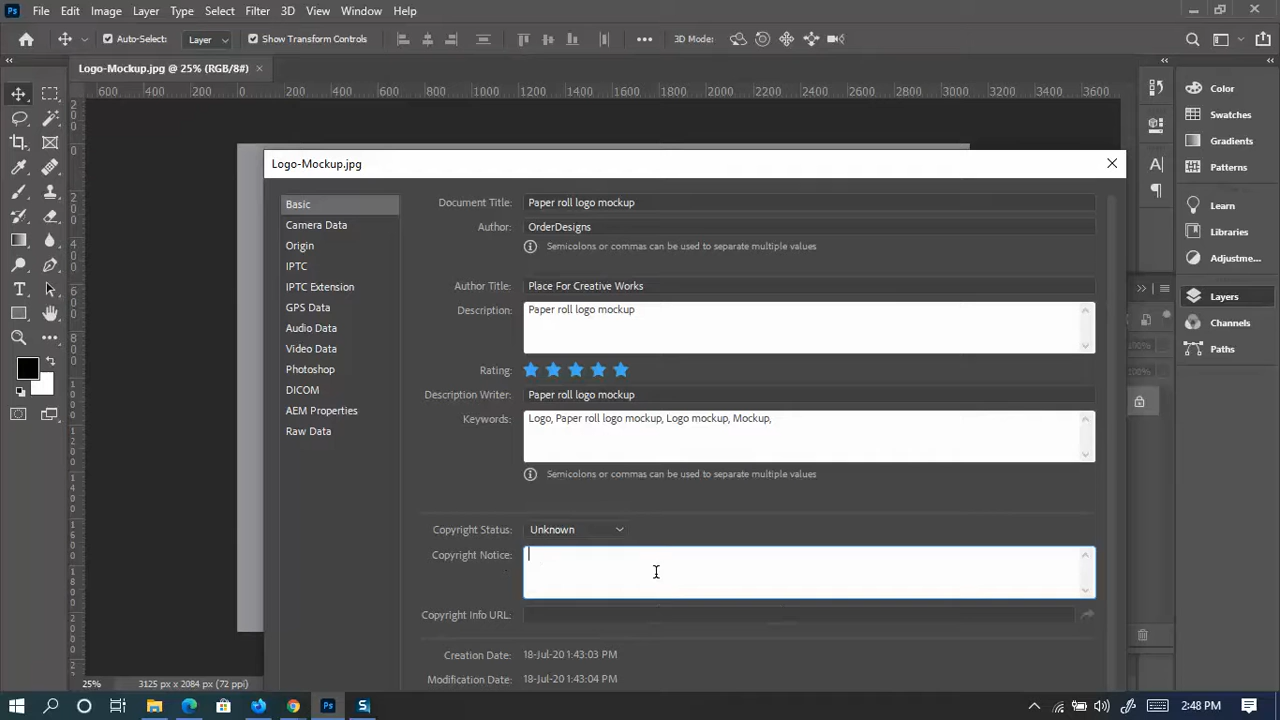 Ps File Edit Image Layer Type Select Filter 3D View Window Help
Auto-Select: Layer Show Transform Controls ••• 3D Mode:
Logo-Mockup.jpg @ 25% (RGB/8#) ×
600 400 200 0 200 400 600 800 1000 1200 1400 1600 1800 2000 2200 2400 2600 2800 3000 3200 3400 3600
Logo-Mockup.jpg
Basic
Camera Data
Origin
IPTC
IPTC Extension
GPS Data
Audio Data
Video Data
Photoshop
DICOM
AEM Properties
Raw Data
Document Title: Paper roll logo mockup
Author: OrderDesigns
Semicolons or commas can be used to separate multiple values
Author Title: Place For Creative Works
Description: Paper roll logo mockup
Rating:
Description Writer: Paper roll logo mockup
Keywords: Logo, Paper roll logo mockup, Logo mockup, Mockup,
Semicolons or commas can be used to separate multiple values
Copyright Status: Unknown
Copyright Notice:
Copyright Info URL:
Creation Date: 18-Jul-20 1:43:03 PM
Modification Date: 18-Jul-20 1:43:04 PM
Color
Swatches
Gradients
Patterns
Learn
Libraries
Adjustme...
Layers
Channels
Paths
25% 3125 px x 2084 px (72 ppi)
Ps S 2:48 PM